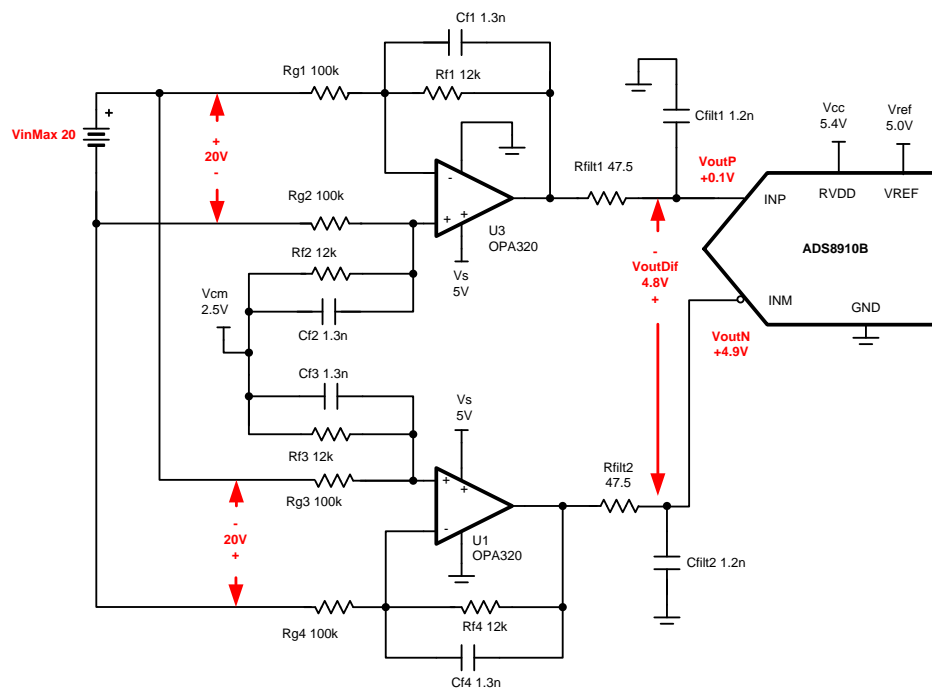 Cf1 1.3n
Rg1 100k
Rf1 12k
+
VinMax 20
+
20V
-
Cfilt1 1.2n
Vcc
5.4V
Vref
5.0V
Rfilt1 47.5
VoutP
+0.1V
INP
RVDD
VREF
-
+
+
U3
OPA320
Rg2 100k
Rf2 12k
Vs
5V
-
VoutDif
4.8V
+
ADS8910B
INM
GND
VoutN
+4.9V
Vcm
2.5V
Cf2 1.3n
Cf3 1.3n
Vs
5V
Rf3 12k
Rg3 100k
+
+
-
U1
OPA320
Rfilt2
47.5
-
20V
+
Cfilt2 1.2n
Rg4 100k
Rf4 12k
Cf4 1.3n